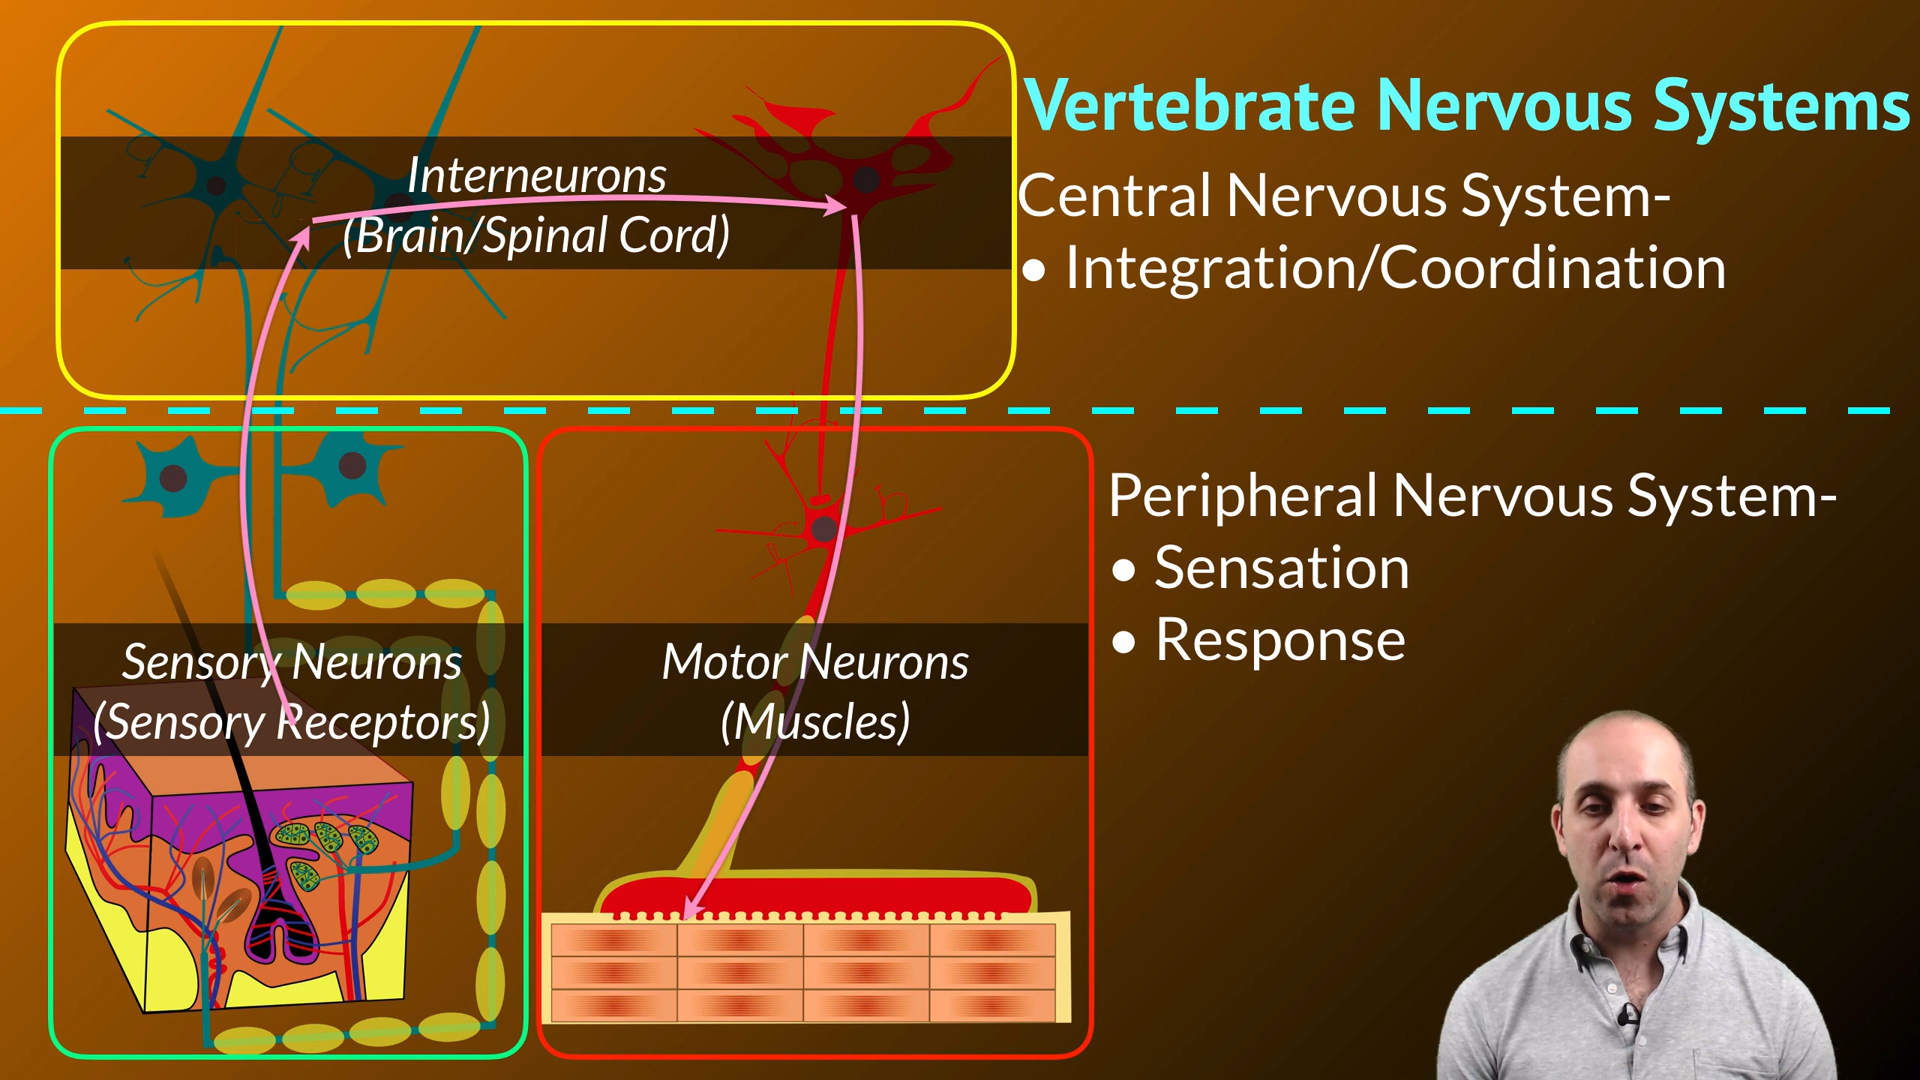 Vertebrate Nervous Systems
Interneurons
(Brain/Spinal Cord)
Central Nervous System-
• Integration/Coordination
Sensory Neurons
(Sensory Receptors)
Motor Neurons
(Muscles)
Peripheral Nervous System-
• Sensation
• Response